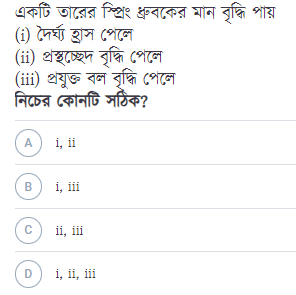 একটি তারের স্প্রিং ধ্রুবকের মান বৃদ্ধি পায়
(i) দৈর্ঘ্য হ্রাস পেলে
(ii) প্রস্থচ্ছেদ বৃদ্ধি পেলে
(iii) প্রযুক্ত বল বৃদ্ধি পেলে
নিচের কোনটি সঠিক?
A i, ii
B i, iii
C ii, iii
D i, ii, iii